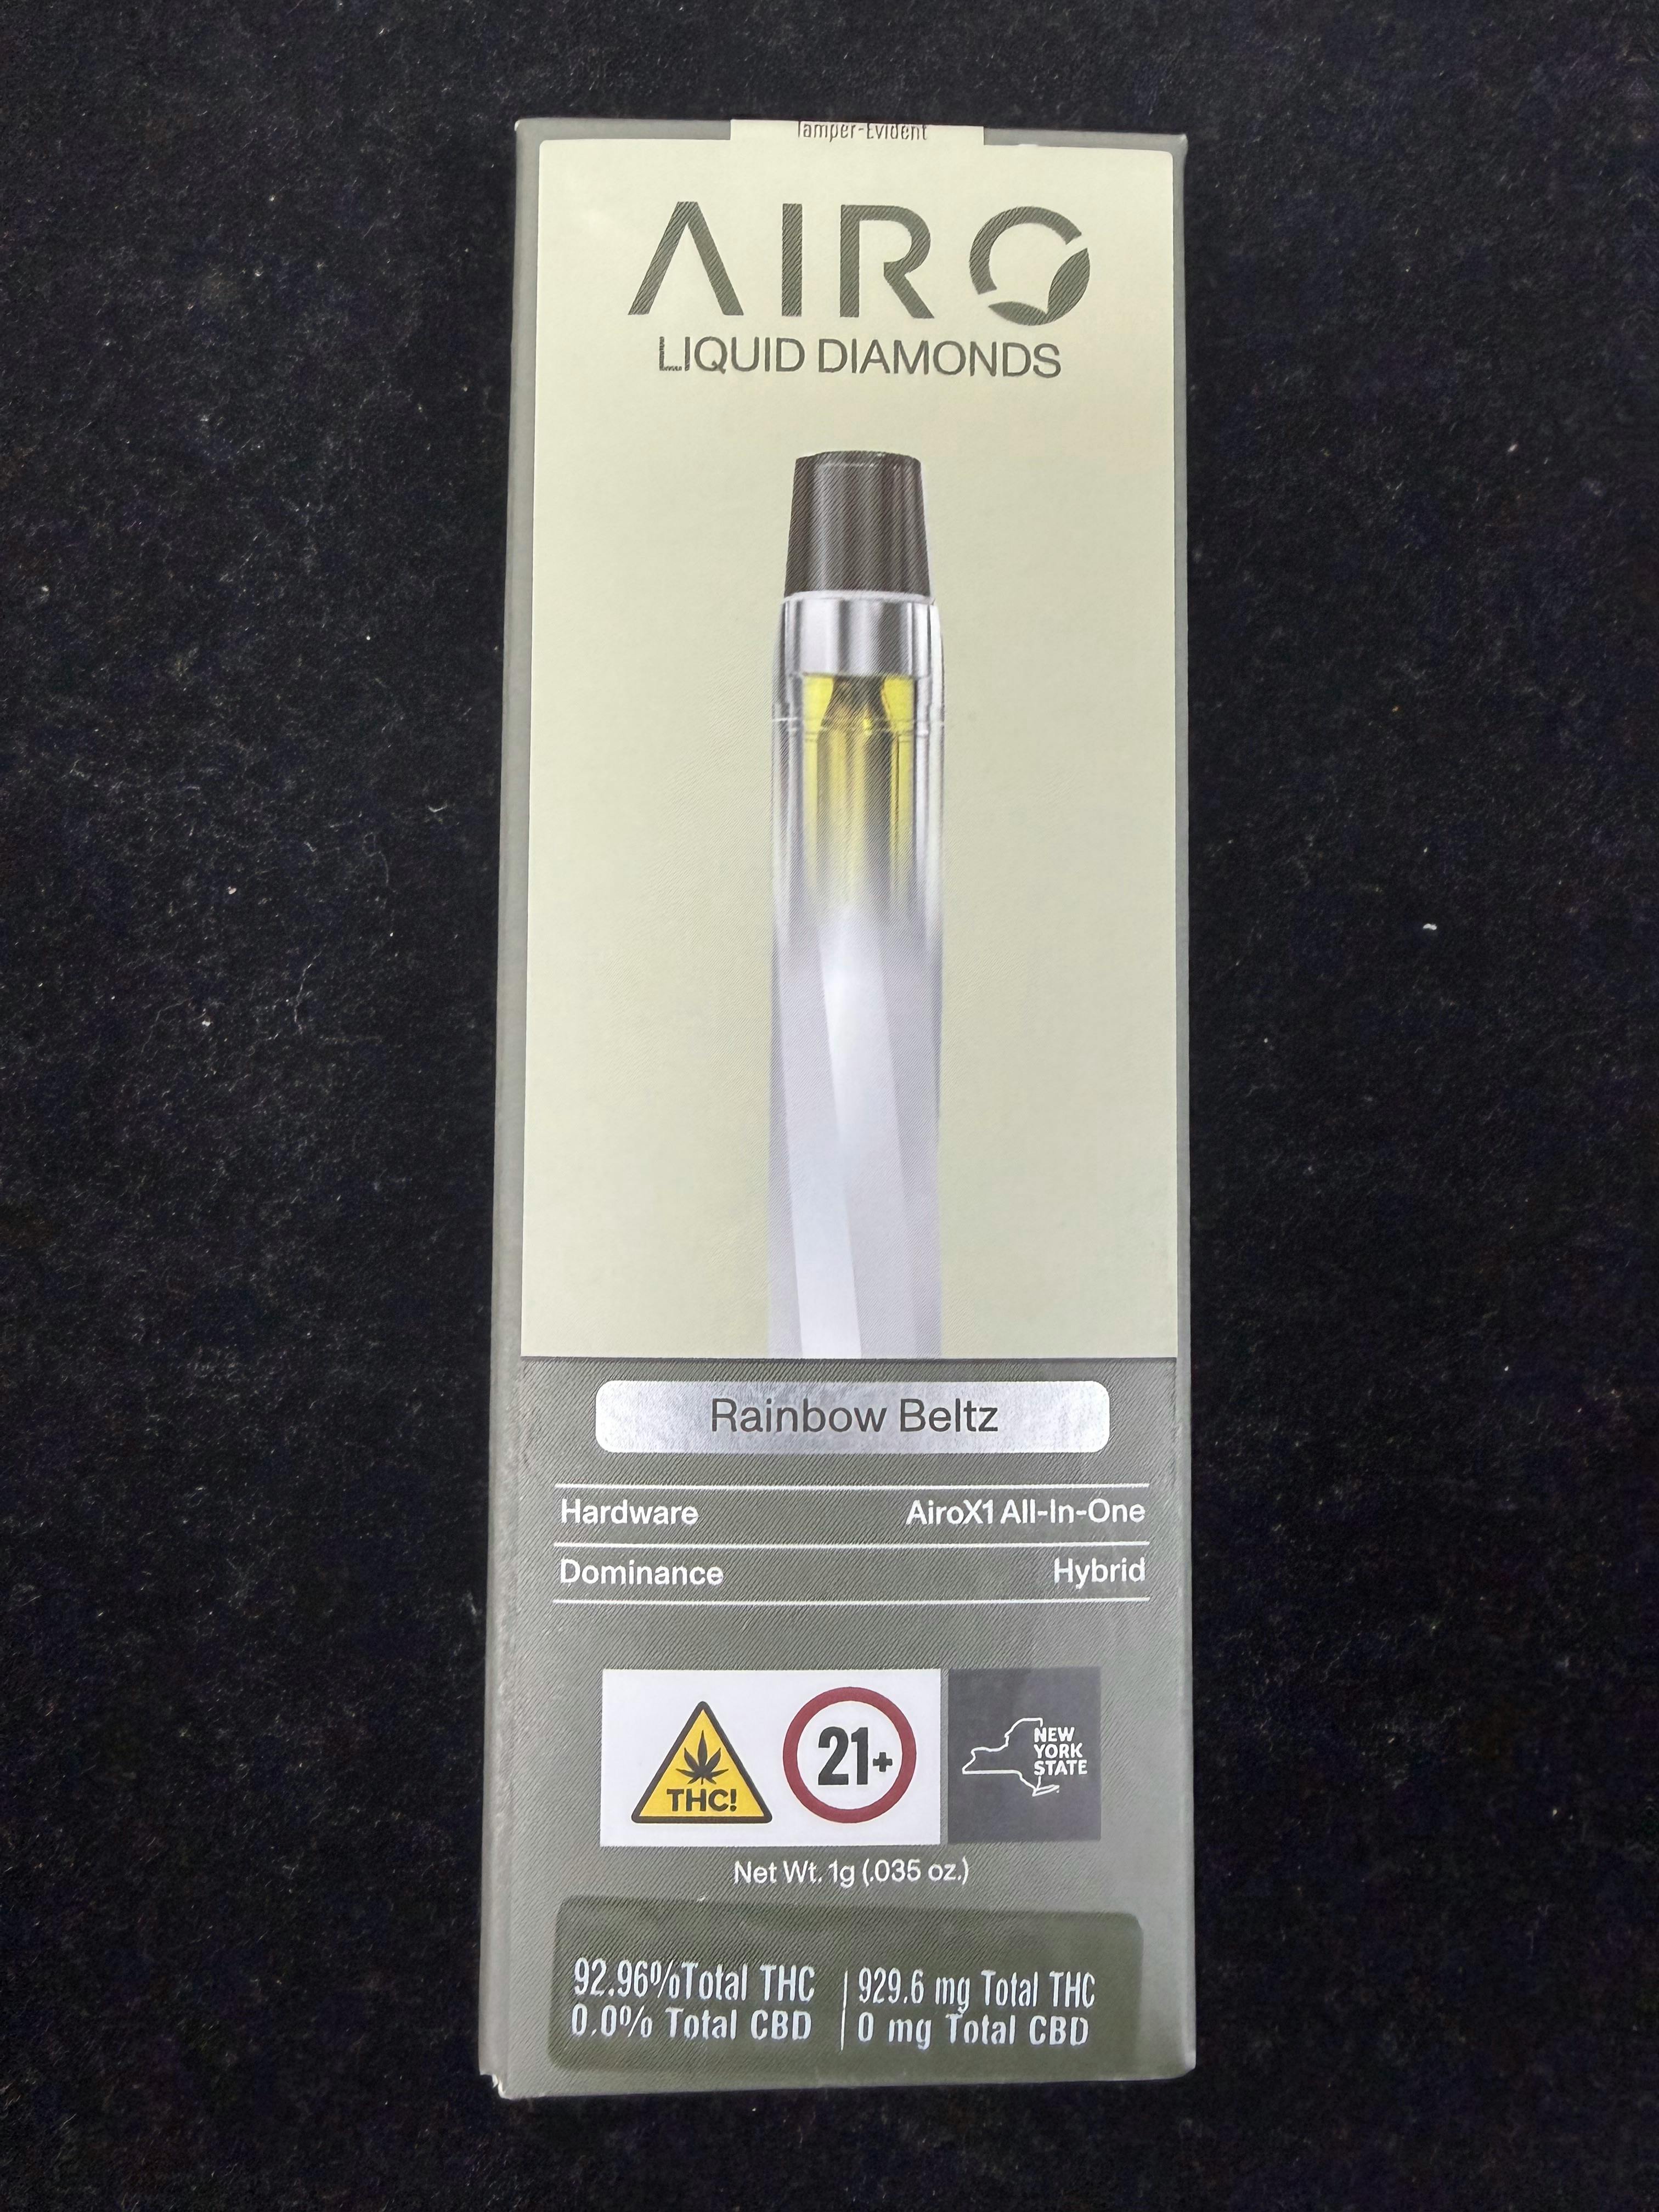 Tamper-Evident
AIRO
LIQUID DIAMONDS
Rainbow Beltz
Hardware AiroX1 All-In-One
Dominance Hybrid
THC!
21+
NEW
YORK
STATE
Net Wt. 1g (.035 oz.)
92.96%Total THC | 929.6 mg Total THC
0.0% Total CBD | 0 mg Total CBD